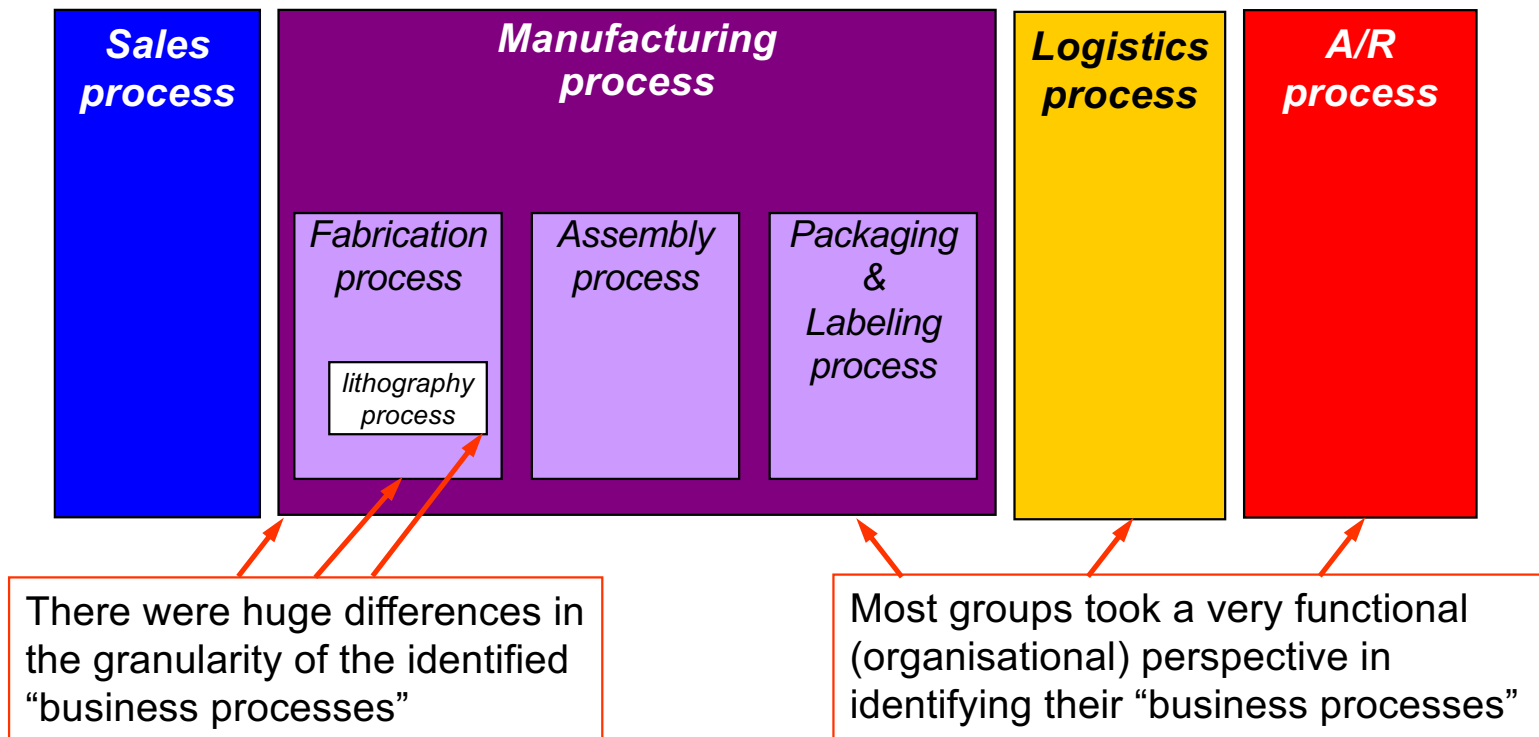 Sales
process
Manufacturing
process
Logistics
process
A/R
process
Fabrication
process
lithography
process
Assembly
process
Packaging
&
Labeling
process
There were huge differences in
the granularity of the identified
“business processes”
Most groups took a very functional
(organisational) perspective in
identifying their “business processes”